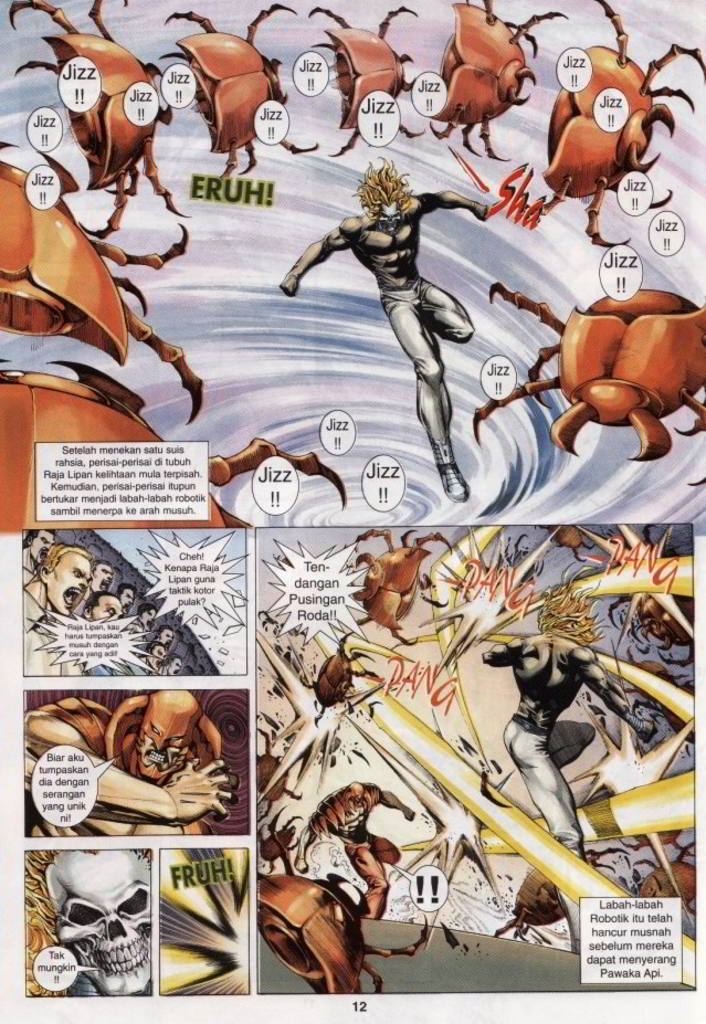 Jizz
!!
Jizz
!!
Jizz
!!
Jizz
!!
Jizz
!!
Jizz
!!
Jizz
!!
Jizz
!!
Jizz
!!
Jizz
!!
Jizz
!!
Jizz
!!
Jizz
!!
Jizz
!!
ERUH!
Sha
Jizz
!!
Jizz
!!
Jizz
!!
Jizz
!!
Jizz
!!
Setelah menekan satu suis
rahsia, perisai-perisai di tubuh
Raja Lipan kelihtaan mula terpisah.
Kemudian, perisai-perisai itupun
bertukar menjadi labah-labah robotik
sambil menerpa ke arah musuh.
Cheh!
Kenapa Raja
Lipan guna
taktik kotor
pulak?
Raja Lipan, kau
harus tumpaskan
musuh dengan
cara yang adil!
Biar aku
tumpaskan
dia dengan
serangan
yang unik
ni!
Tak
mungkin
!!
FRUH!
Ten-
dangan
Pusingan
Roda!!
PANG
PANG
PANG
!!
Labah-labah
Robotik itu telah
hancur musnah
sebelum mereka
dapat menyerang
Pawaka Api.
12